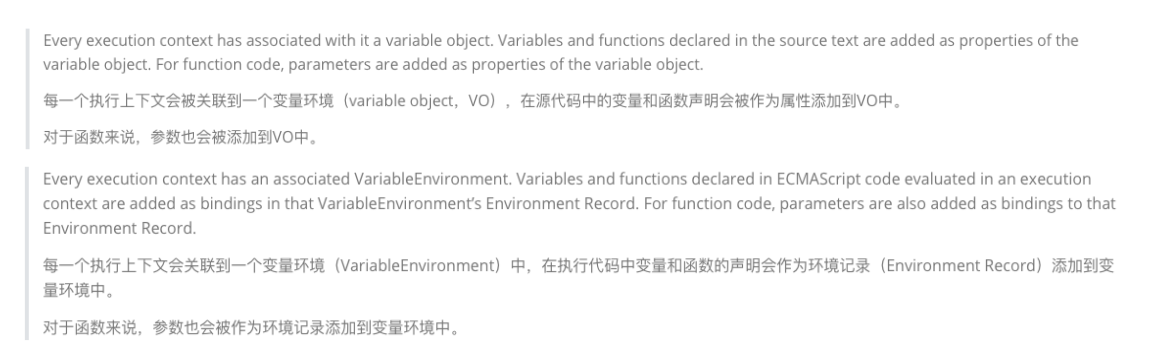 Every execution context has associated with it a variable object. Variables and functions declared in the source text are added as properties of the
variable object. For function code, parameters are added as properties of the variable object.
每一个执行上下文会被关联到一个变量环境（variable object，VO），在源代码中的变量和函数声明会被作为属性添加到VO中。
对于函数来说，参数也会被添加到VO中。
Every execution context has an associated VariableEnvironment. Variables and functions declared in ECMAScript code evaluated in an execution
context are added as bindings in that VariableEnvironment’s Environment Record. For function code, parameters are also added as bindings to that
Environment Record.
每一个执行上下文会关联到一个变量环境（VariableEnvironment）中，在执行代码中变量和函数的声明会作为环境记录（Environment Record）添加到变
量环境中。
对于函数来说，参数也会被作为环境记录添加到变量环境中。